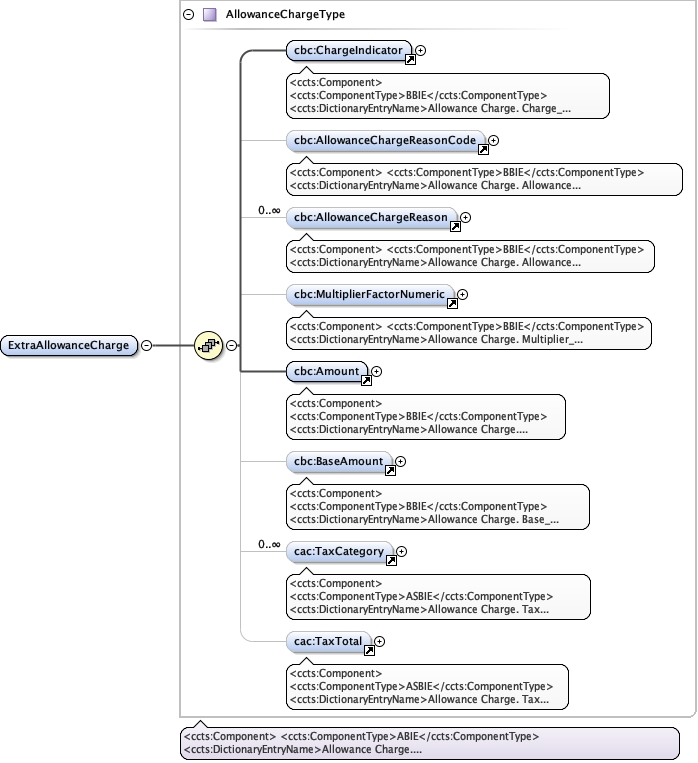 AllowanceChargeType
cbc:ChargeIndicator
<ccts:Component>
<ccts:ComponentType>BBIE</ccts:ComponentType>
<ccts:DictionaryEntryName>Allowance Charge. Charge_...
cbc:AllowanceChargeReasonCode
<ccts:Component> <ccts:ComponentType>BBIE</ccts:ComponentType>
<ccts:DictionaryEntryName>Allowance Charge. Allowance...
0..∞
cbc:AllowanceChargeReason
<ccts:Component> <ccts:ComponentType>BBIE</ccts:ComponentType>
<ccts:DictionaryEntryName>Allowance Charge. Allowance...
cbc:MultiplierFactorNumeric
<ccts:Component> <ccts:ComponentType>BBIE</ccts:ComponentType>
<ccts:DictionaryEntryName>Allowance Charge. Multiplier_...
ExtraAllowanceCharge
cbc:Amount
<ccts:Component>
<ccts:ComponentType>BBIE</ccts:ComponentType>
<ccts:DictionaryEntryName>Allowance Charge....
cbc:BaseAmount
<ccts:Component>
<ccts:ComponentType>BBIE</ccts:ComponentType>
<ccts:DictionaryEntryName>Allowance Charge. Base_...
0..∞
cac:TaxCategory
<ccts:Component>
<ccts:ComponentType>ASBIE</ccts:ComponentType>
<ccts:DictionaryEntryName>Allowance Charge. Tax...
cac:TaxTotal
<ccts:Component>
<ccts:ComponentType>ASBIE</ccts:ComponentType>
<ccts:DictionaryEntryName>Allowance Charge. Tax...
<ccts:Component> <ccts:ComponentType>ABIE</ccts:ComponentType>
<ccts:DictionaryEntryName>Allowance Charge....